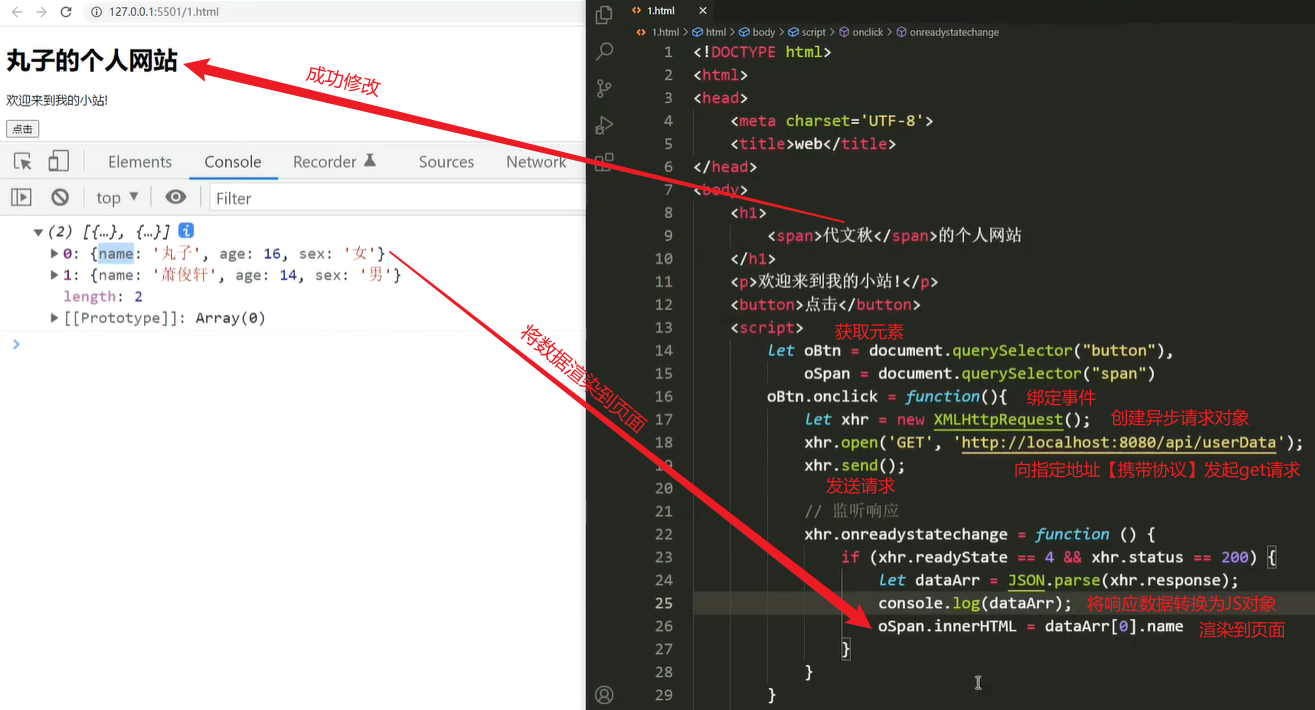 127.0.0.1:5501/1.html
丸子的个人网站
欢迎来到我的小站!
点击
Elements Console Recorder Sources Network
top Filter
(2) [{…}, {…}] i
0: {name: '丸子', age: 16, sex: '女'}
1: {name: '萧俊轩', age: 14, sex: '男'}
length: 2
[[Prototype]]: Array(0)
成功修改
将数据渲染到页面
1.html
1.html > html > body > script > onclick > onreadystatechange
1 <!DOCTYPE html>
2 <html>
3 <head>
4 <meta charset='UTF-8'>
5 <title>web</title>
6 </head>
7 <body>
8 <h1>
9 <span>代文秋</span>的个人网站
10 </h1>
11 <p>欢迎来到我的小站!</p>
12 <button>点击</button>
13 <script>
获取元素
14 let oBtn = document.querySelector("button"),
15 oSpan = document.querySelector("span")
16 oBtn.onclick = function(){ 绑定事件
17 let xhr = new XMLHttpRequest(); 创建异步请求对象
18 xhr.open('GET', 'http://localhost:8080/api/userData');
19 xhr.send(); 向指定地址【携带协议】发起get请求
20 发送请求
21 // 监听响应
22 xhr.onreadystatechange = function () {
23 if (xhr.readyState == 4 && xhr.status == 200) {
24 let dataArr = JSON.parse(xhr.response);
25 console.log(dataArr); 将响应数据转换为JS对象
26 oSpan.innerHTML = dataArr[0].name 渲染到页面
27 }
28 }
29 }